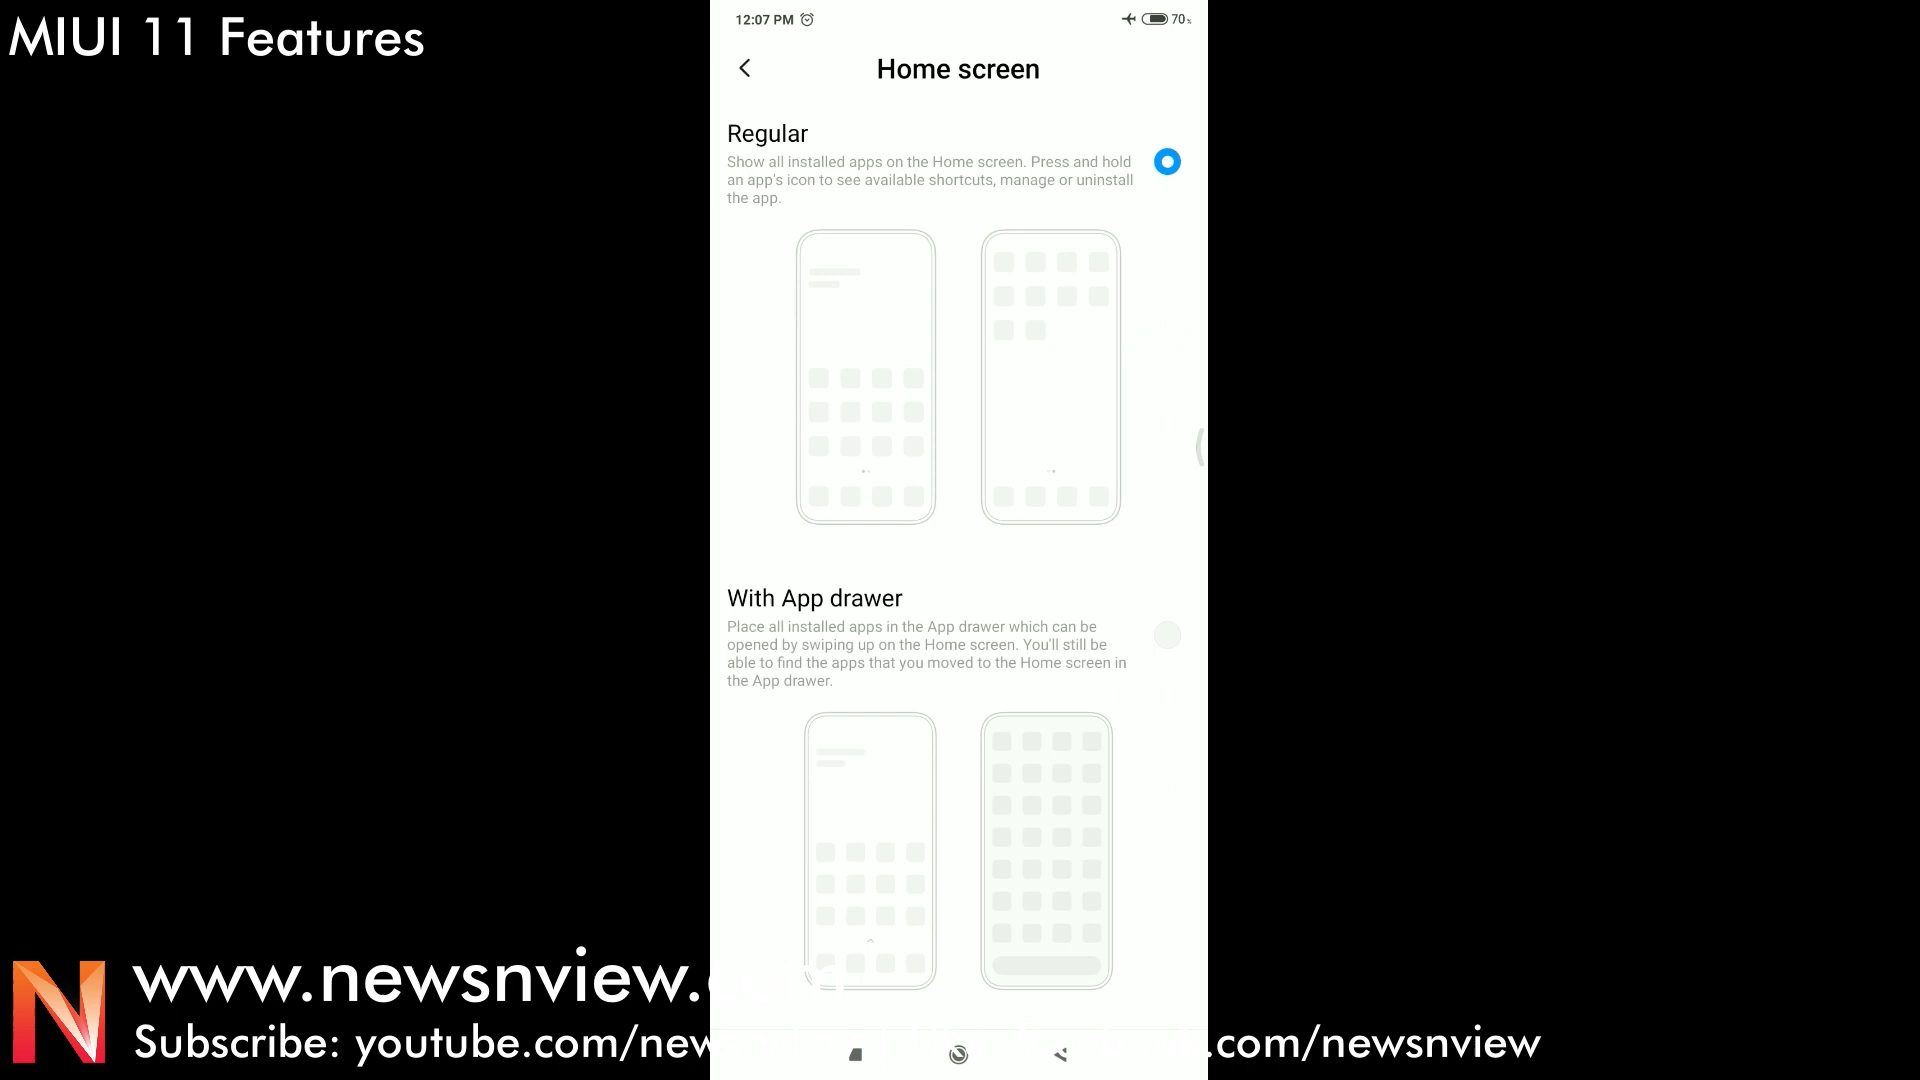 MIUI 11 Features
12:07 PM
70%
Home screen
Regular
Show all installed apps on the Home screen. Press and hold
an app's icon to see available shortcuts, manage or uninstall
the app.
With App drawer
Place all installed apps in the App drawer which can be
opened by swiping up on the Home screen. You'll still be
able to find the apps that you moved to the Home screen in
the App drawer.
N
www.newsnview.com
Subscribe: youtube.com/newsnview .com/newsnview